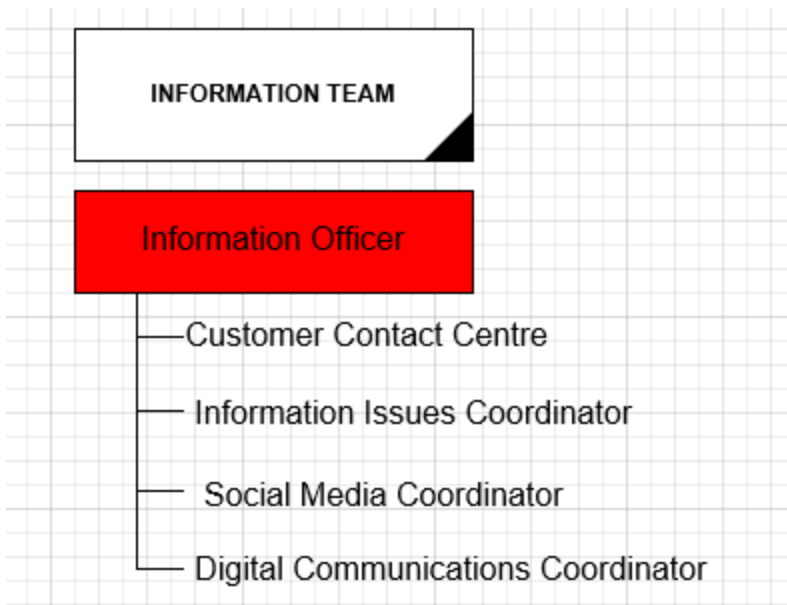 INFORMATION TEAM
Information Officer
Customer Contact Centre
Information Issues Coordinator
Social Media Coordinator
Digital Communications Coordinator